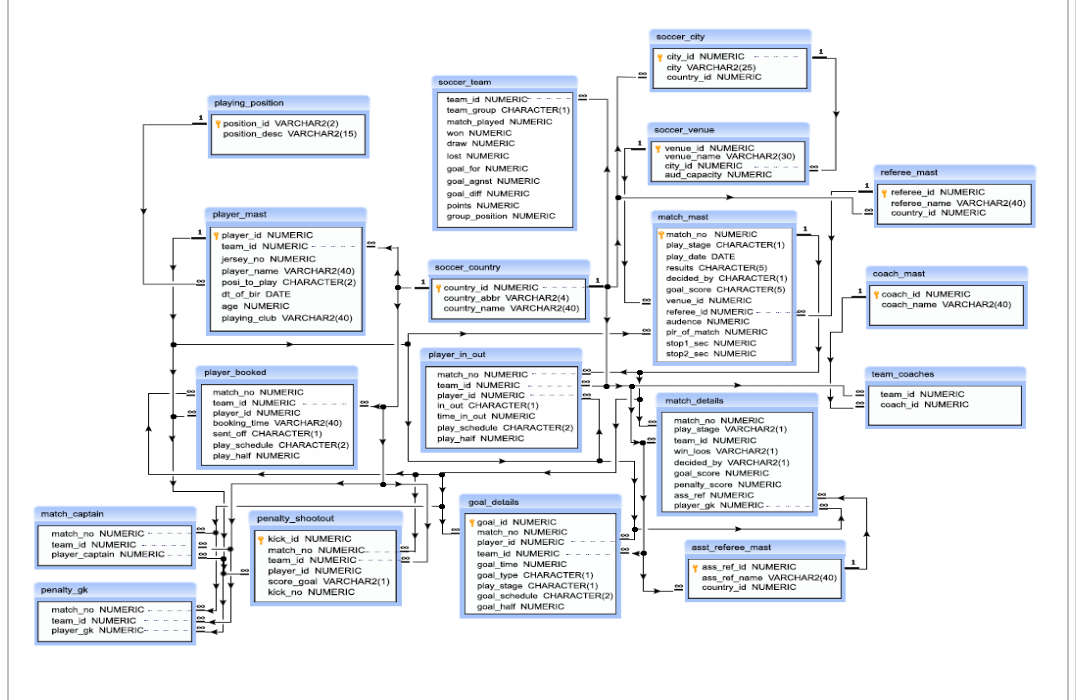 soccer_city
city_id NUMERIC
city VARCHAR2(25)
country_id NUMERIC
soccer_team
team_id NUMERIC
team_group CHARACTER(1)
match_played NUMERIC
won NUMERIC
draw NUMERIC
lost NUMERIC
goal_for NUMERIC
goal_agnst NUMERIC
goal_diff NUMERIC
points NUMERIC
group_position NUMERIC
playing_position
position_id VARCHAR2(2)
position_desc VARCHAR2(15)
soccer_venue
venue_id NUMERIC
venue_name VARCHAR2(30)
city_id NUMERIC
aud_capacity NUMERIC
referee_mast
referee_id NUMERIC
referee_name VARCHAR2(40)
country_id NUMERIC
player_mast
player_id NUMERIC
team_id NUMERIC
jersey_no NUMERIC
player_name VARCHAR2(40)
posi_to_play CHARACTER(2)
dt_of_bir DATE
age NUMERIC
playing_club VARCHAR2(40)
match_mast
match_no NUMERIC
play_stage CHARACTER(1)
play_date DATE
results CHARACTER(5)
decided_by CHARACTER(1)
goal_score CHARACTER(5)
venue_id NUMERIC
referee_id NUMERIC
audence NUMERIC
plr_of_match NUMERIC
stop1_sec NUMERIC
stop2_sec NUMERIC
soccer_country
country_id NUMERIC
country_abbr VARCHAR2(4)
country_name VARCHAR2(40)
coach_mast
coach_id NUMERIC
coach_name VARCHAR2(40)
player_in_out
match_no NUMERIC
team_id NUMERIC
player_id NUMERIC
in_out CHARACTER(1)
time_in_out NUMERIC
play_schedule CHARACTER(2)
play_half NUMERIC
player_booked
match_no NUMERIC
team_id NUMERIC
player_id NUMERIC
booking_time VARCHAR2(40)
sent_off CHARACTER(1)
play_schedule CHARACTER(2)
play_half NUMERIC
team_coaches
team_id NUMERIC
coach_id NUMERIC
match_details
match_no NUMERIC
play_stage VARCHAR2(1)
team_id NUMERIC
win_loos VARCHAR2(1)
decided_by VARCHAR2(1)
goal_score NUMERIC
penalty_score NUMERIC
ass_ref NUMERIC
player_gk NUMERIC
match_captain
match_no NUMERIC
team_id NUMERIC
player_captain NUMERIC
penalty_shootout
kick_id NUMERIC
match_no NUMERIC
team_id NUMERIC
player_id NUMERIC
score_goal VARCHAR2(1)
kick_no NUMERIC
goal_details
goal_id NUMERIC
match_no NUMERIC
player_id NUMERIC
team_id NUMERIC
goal_time NUMERIC
goal_type CHARACTER(1)
play_stage CHARACTER(1)
goal_schedule CHARACTER(2)
goal_half NUMERIC
asst_referee_mast
ass_ref_id NUMERIC
ass_ref_name VARCHAR2(40)
country_id NUMERIC
penalty_gk
match_no NUMERIC
team_id NUMERIC
player_gk NUMERIC